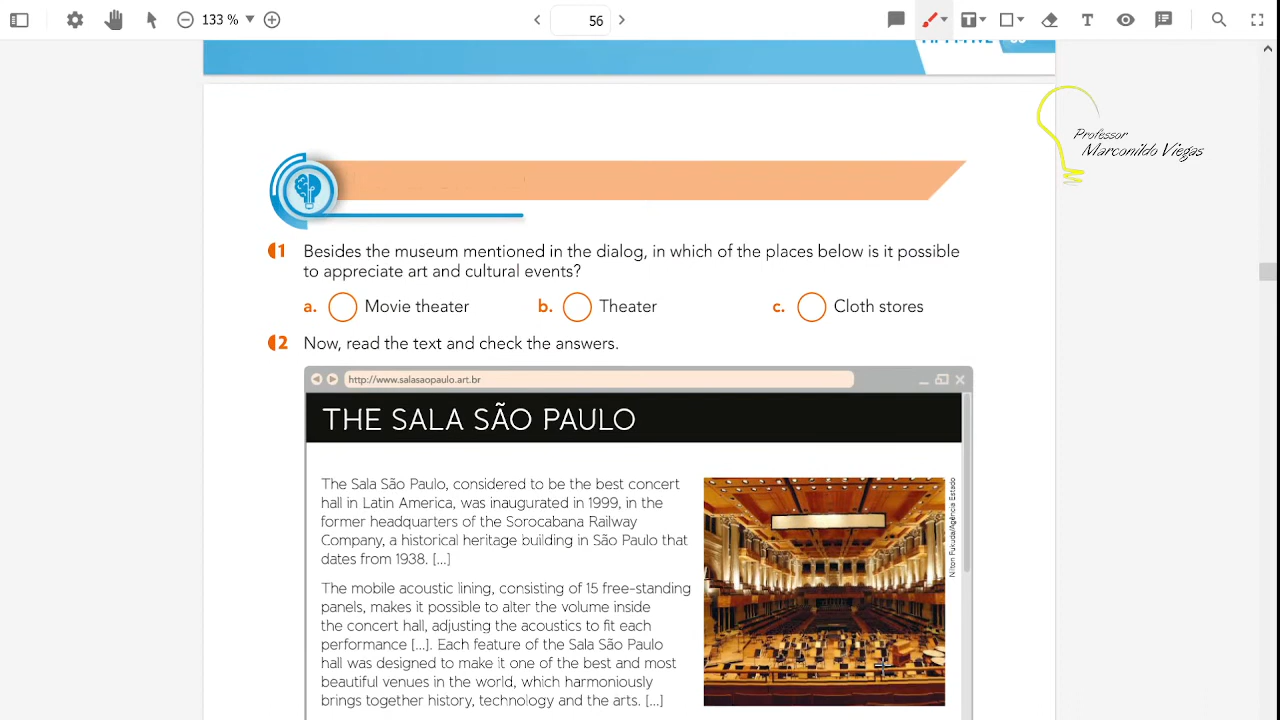 133 %
56
FIFTY-FIVE
Professor
Marconildo Viegas
1 Besides the museum mentioned in the dialog, in which of the places below is it possible
to appreciate art and cultural events?
a. Movie theater b. Theater c. Cloth stores
2 Now, read the text and check the answers.
http://www.salasaopaulo.art.br
THE SALA SÃO PAULO
The Sala São Paulo, considered to be the best concert
hall in Latin America, was inaugurated in 1999, in the
former headquarters of the Sorocabana Railway
Company, a historical heritage building in São Paulo that
dates from 1938. [...]
The mobile acoustic lining, consisting of 15 free-standing
panels, makes it possible to alter the volume inside
the concert hall, adjusting the acoustics to fit each
performance [...]. Each feature of the Sala São Paulo
hall was designed to make it one of the best and most
beautiful venues in the world, which harmoniously
brings together history, technology and the arts. [...]
Nilton Fukuda/Agência Estado